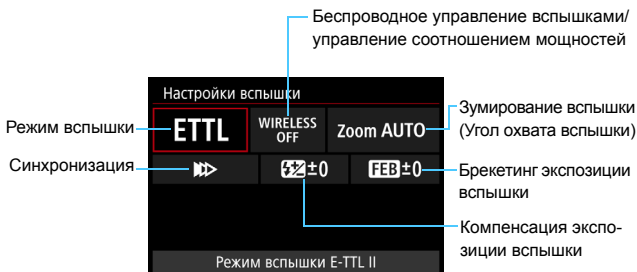 Беспроводное управление вспышками/
управление соотношением мощностей
Настройки вспышки
Режим вспышки
ETTL
WIRELESS
OFF
Zoom AUTO
Зумирование вспышки
(Угол охвата вспышки)
Синхронизация
±0
FEB±0
Брекетинг экспозиции
вспышки
Компенсация экспо-
зиции вспышки
Режим вспышки E-TTL II